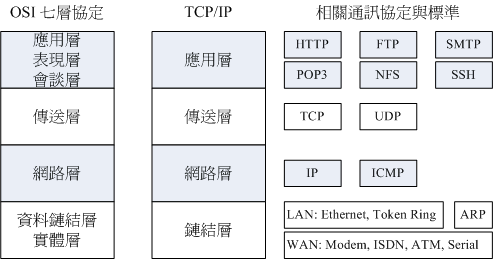 OSI 七層協定 TCP/IP 相關通訊協定與標準
應用層
表現層
會談層
應用層
HTTP FTP SMTP
POP3 NFS SSH
傳送層 傳送層 TCP UDP
網路層 網路層 IP ICMP
資料鏈結層
實體層
鏈結層
LAN: Ethernet, Token Ring ARP
WAN: Modem, ISDN, ATM, Serial